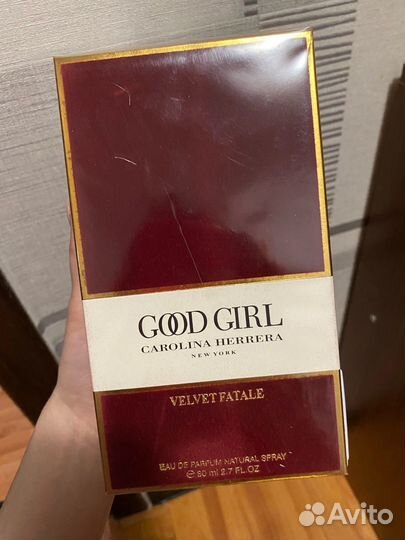 GOOD GIRL
CAROLINA HERRERA
NEW YORK
VELVET FATALE
EAU DE PARFUM NATURAL SPRAY
℮ 80 ml 2.7 FL.OZ
Avito